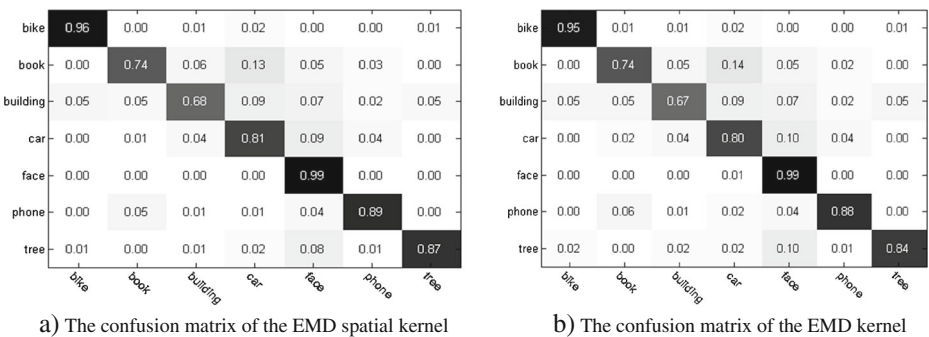 bike 0.96 0.00 0.01 0.02 0.00 0.00 0.01
book 0.00 0.74 0.06 0.13 0.05 0.03 0.00
building 0.05 0.05 0.68 0.09 0.07 0.02 0.05
car 0.00 0.01 0.04 0.81 0.09 0.04 0.00
face 0.00 0.00 0.00 0.00 0.99 0.00 0.00
phone 0.00 0.05 0.01 0.01 0.04 0.89 0.00
tree 0.01 0.00 0.01 0.02 0.08 0.01 0.87
bike book building car face phone tree
a) The confusion matrix of the EMD spatial kernel
bike 0.95 0.01 0.01 0.02 0.00 0.00 0.01
book 0.00 0.74 0.05 0.14 0.05 0.02 0.00
building 0.05 0.05 0.67 0.09 0.07 0.02 0.05
car 0.00 0.02 0.04 0.80 0.10 0.04 0.00
face 0.00 0.00 0.00 0.01 0.99 0.00 0.00
phone 0.00 0.06 0.01 0.02 0.04 0.88 0.00
tree 0.02 0.00 0.02 0.02 0.10 0.01 0.84
bike book building car face phone tree
b) The confusion matrix of the EMD kernel